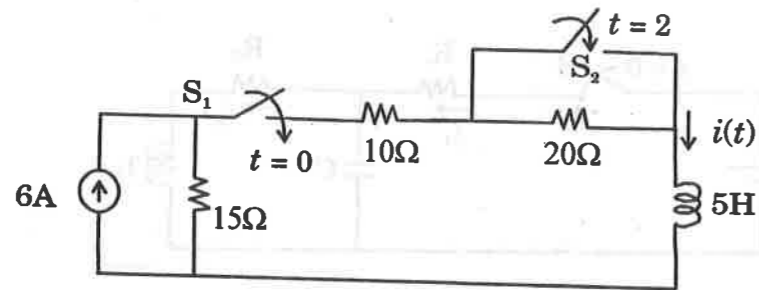 t = 2
S₂
S₁
t = 0
10Ω
20Ω
i(t)
6A
15Ω
5H